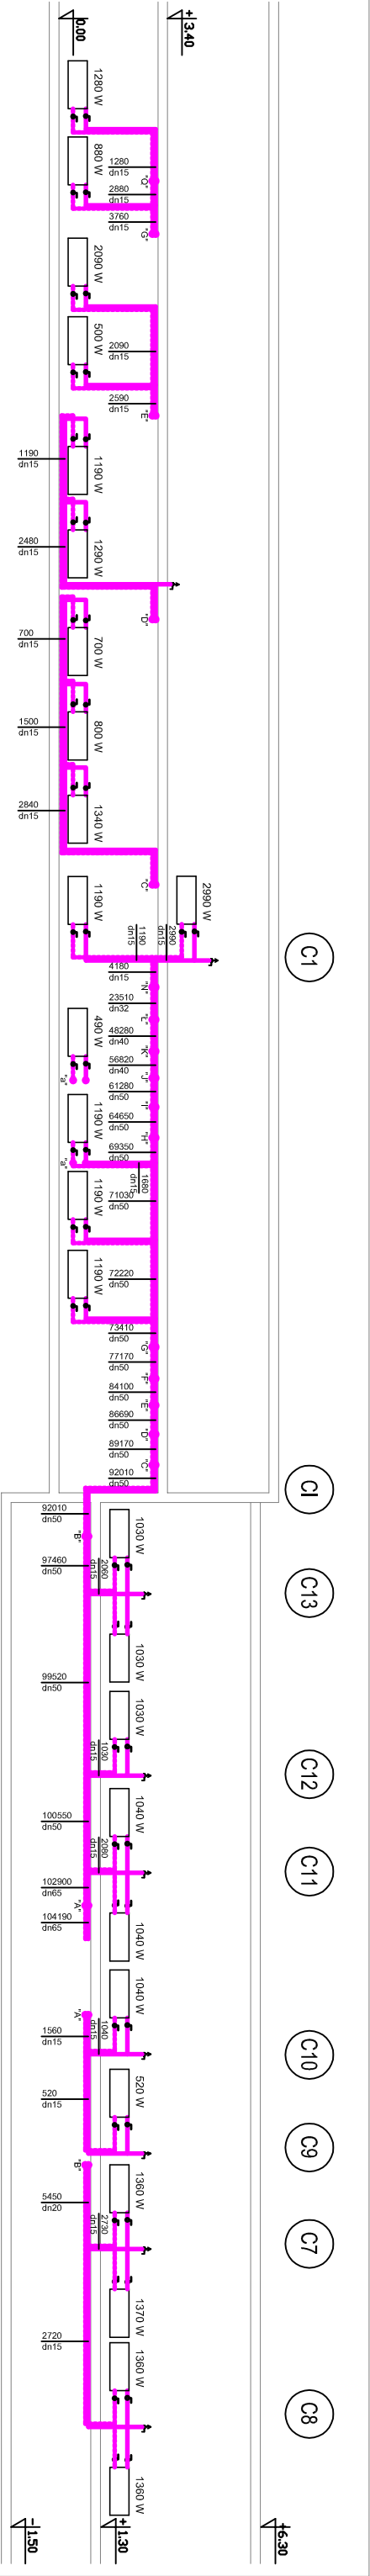 0.00
+ 3.40
1280 W
1280
dn15
"Q"
880 W
2880
dn15
3760
dn15
"G"
2090 W
2090
dn15
500 W
2590
dn15
"E"
1190 W
1190
dn15
1290 W
2480
dn15
"D"
700 W
700
dn15
800 W
1500
dn15
1340 W
2840
dn15
"C"
1190 W
2990 W
1190
dn15
2990
dn15
C1
4180
dn15
"N"
23510
dn32
"L"
490 W
48280
dn40
"K"
56820
dn40
"J"
"a"
61280
dn50
"I"
1190 W
64650
dn50
"H"
69350
dn50
"a"
1680
dn15
1190 W
71030
dn50
1190 W
72220
dn50
73410
dn50
"G"
77170
dn50
"F"
84100
dn50
"E"
86690
dn50
"D"
89170
dn50
"C"
92010
dn50
CI
92010
dn50
"B"
1030 W
97460
dn50
2060
dn15
C13
1030 W
99520
dn50
1030 W
1030
dn15
C12
100550
dn50
1040 W
2080
dn15
C11
102900
dn65
"A"
1040 W
104190
dn65
"A"
1040 W
1560
dn15
1040
dn15
C10
520
dn15
520 W
C9
"B"
1360 W
5450
dn20
2730
dn15
C7
1370 W
2720
dn15
1360 W
C8
1360 W
- 1.50
+ 1.30
+6.30